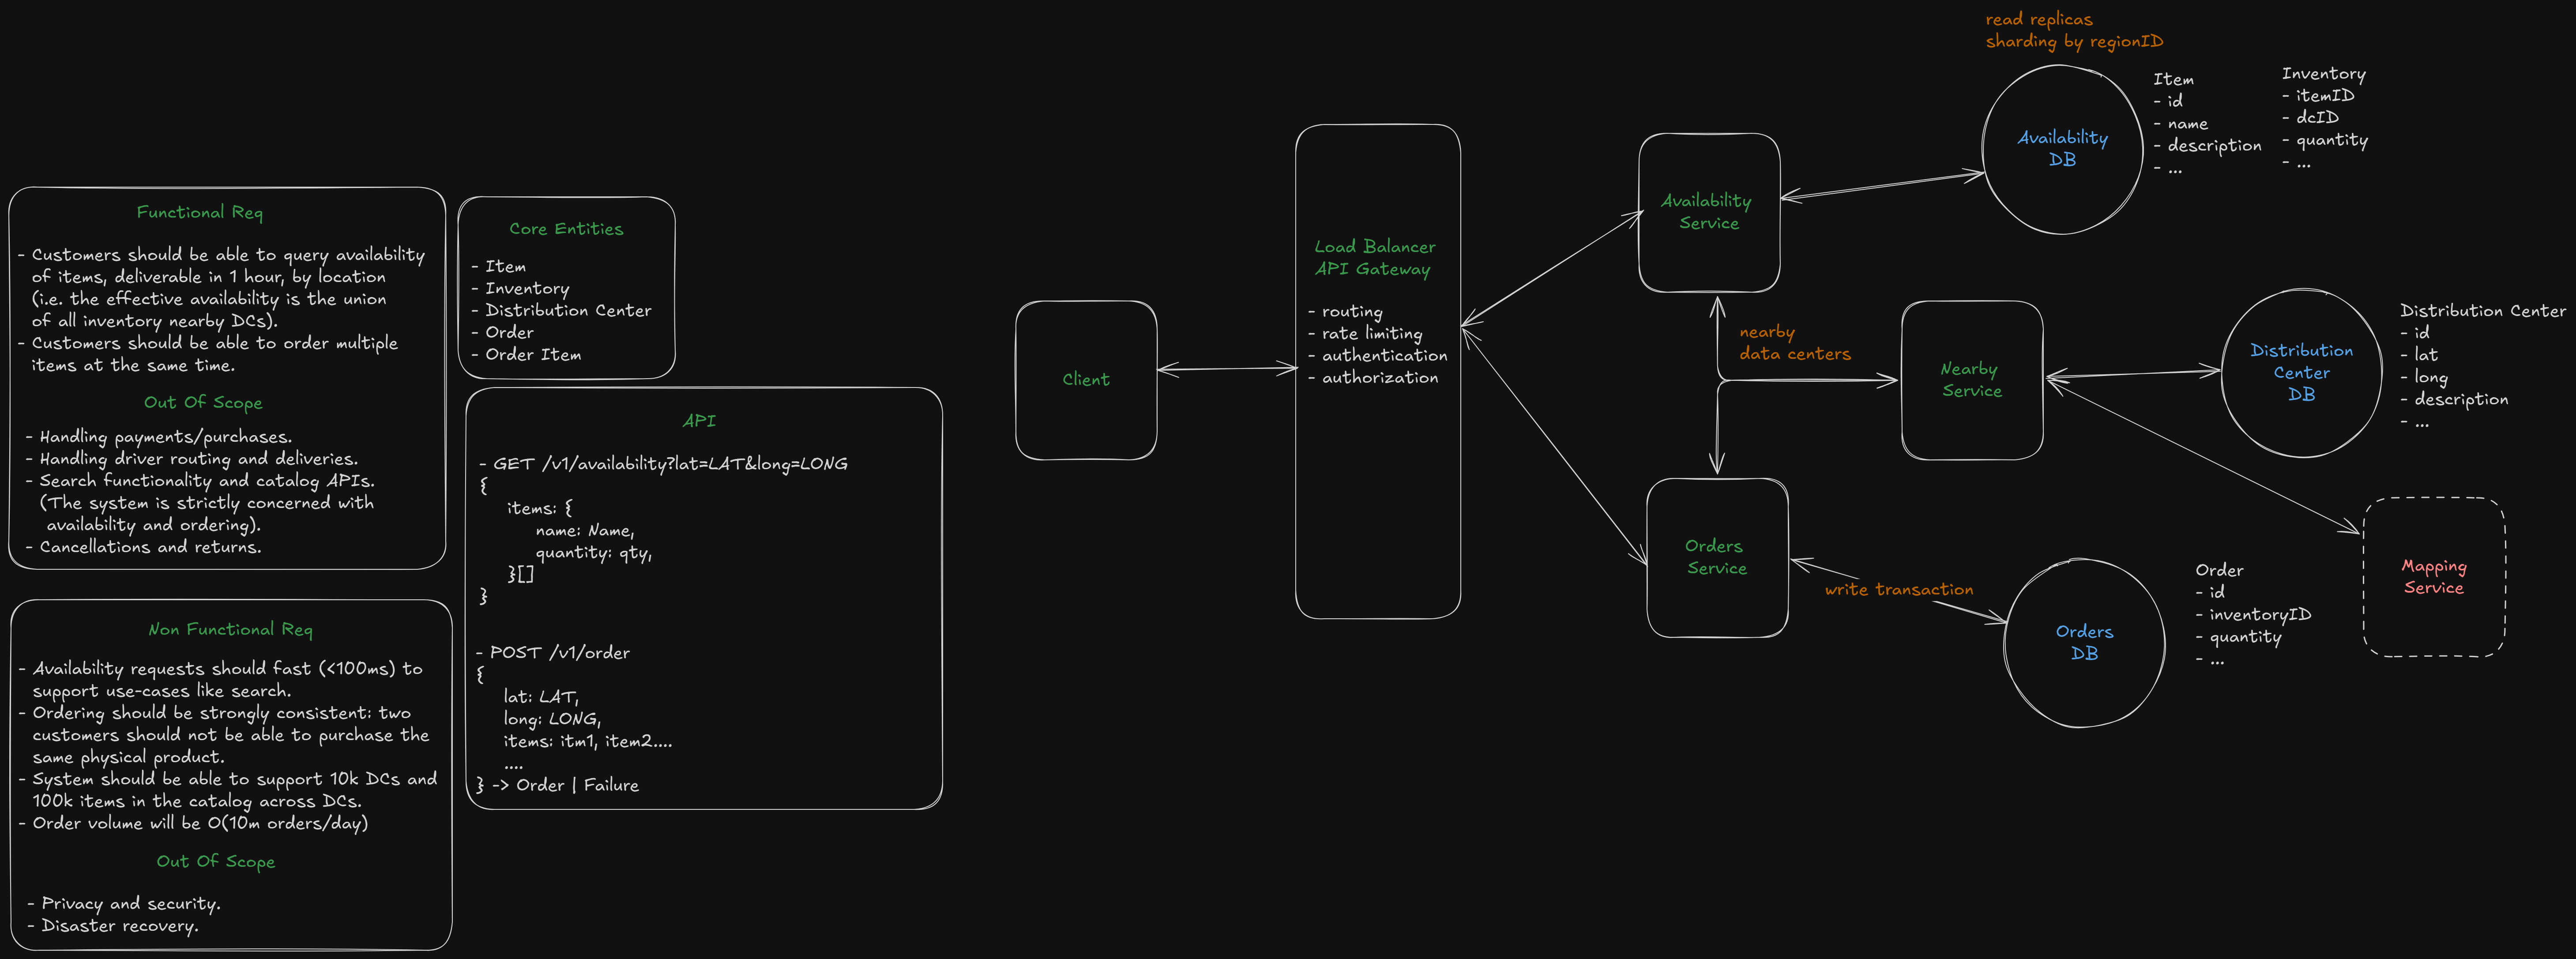 Functional Req
- Customers should be able to query availability
of items, deliverable in 1 hour, by location
(i.e. the effective availability is the union
of all inventory nearby DCs).
- Customers should be able to order multiple
items at the same time.
Out Of Scope
- Handling payments/purchases.
- Handling driver routing and deliveries.
- Search functionality and catalog APIs.
(The system is strictly concerned with
availability and ordering).
- Cancellations and returns.
Non Functional Req
- Availability requests should fast (<100ms) to
support use-cases like search.
- Ordering should be strongly consistent: two
customers should not be able to purchase the
same physical product.
- System should be able to support 10k DCs and
100k items in the catalog across DCs.
- Order volume will be O(10m orders/day)
Out Of Scope
- Privacy and security.
- Disaster recovery.
Core Entities
- Item
- Inventory
- Distribution Center
- Order
- Order Item
API
- GET /v1/availability?lat=LAT&long=LONG
{
items: {
name: Name,
quantity: qty,
}[]
}
- POST /v1/order
{
lat: LAT,
long: LONG,
items: itm1, item2....
....
} -> Order | Failure
Client
Load Balancer
API Gateway
- routing
- rate limiting
- authentication
- authorization
Availability
Service
nearby
data centers
Orders
Service
Nearby
Service
write transaction
read replicas
sharding by regionID
Availability
DB
Item
- id
- name
- description
- ...
Inventory
- itemID
- dcID
- quantity
- ...
Distribution
Center
DB
Distribution Center
- id
- lat
- long
- description
- ...
Mapping
Service
Orders
DB
Order
- id
- inventoryID
- quantity
- ...